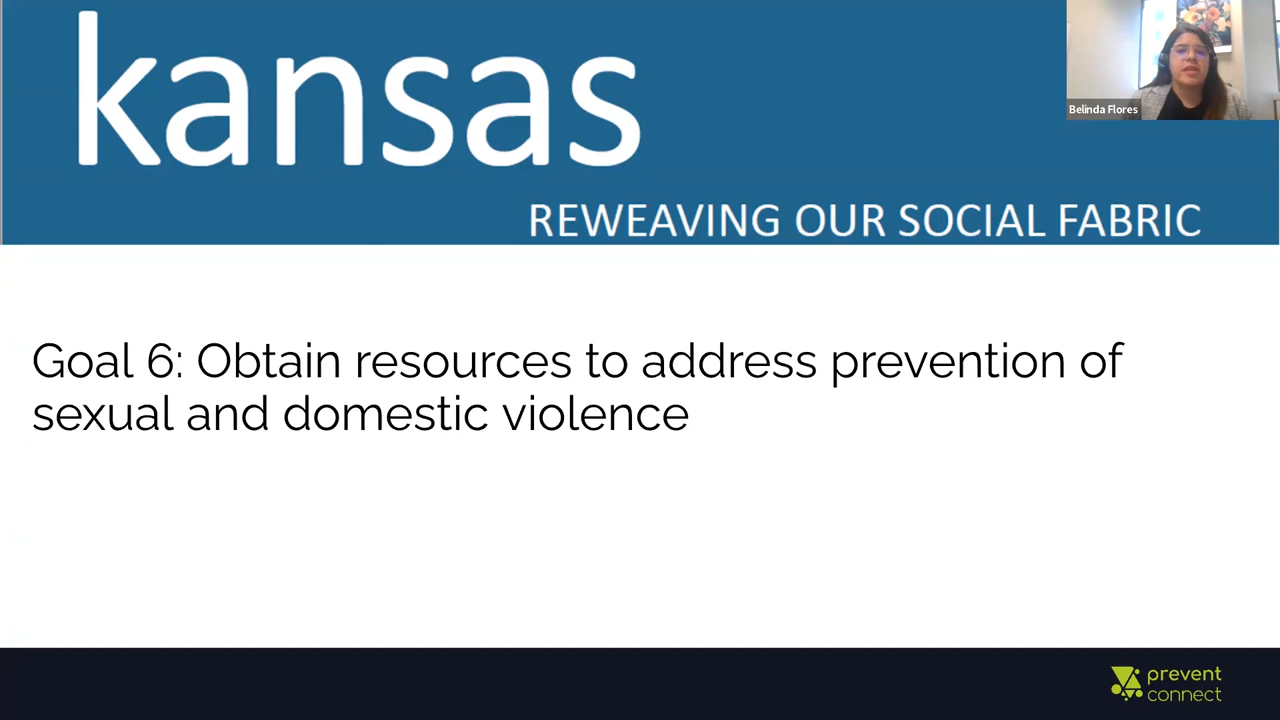 kansas
Belinda Flores
REWEAVING OUR SOCIAL FABRIC
Goal 6: Obtain resources to address prevention of
sexual and domestic violence
prevent
connect